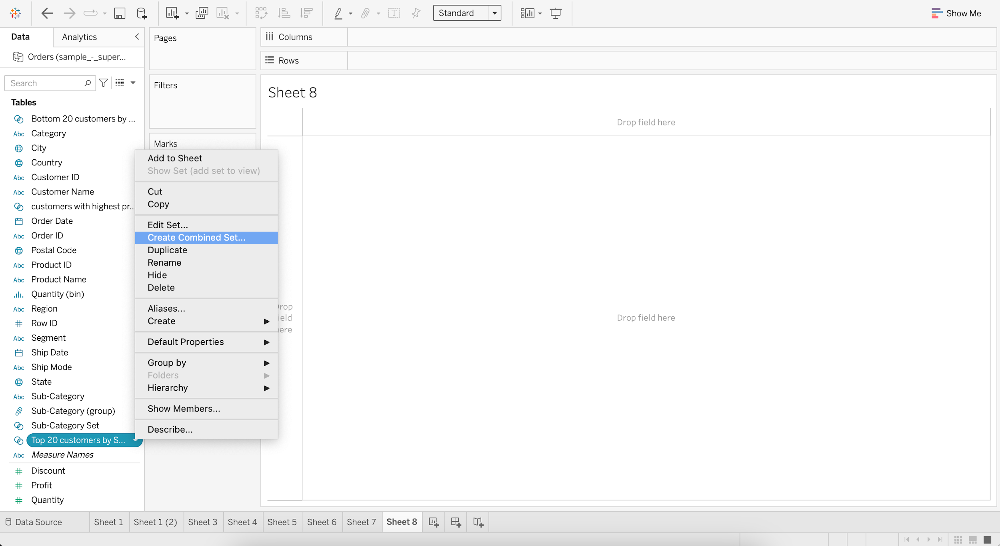 Standard
Show Me
Data
Analytics
Orders (sample_-_super...
Search
Tables
Bottom 20 customers by ...
Abc Category
City
Country
Abc Customer ID
Abc Customer Name
customers with highest pr...
Order Date
Abc Order ID
Postal Code
Abc Product ID
Abc Product Name
Quantity (bin)
Abc Region
# Row ID
Abc Segment
Ship Date
Abc Ship Mode
State
Abc Sub-Category
Sub-Category (group)
Sub-Category Set
Top 20 customers by S...
Abc Measure Names
# Discount
# Profit
# Quantity
Pages
Filters
Marks
Add to Sheet
Show Set (add set to view)
Cut
Copy
Edit Set...
Create Combined Set...
Duplicate
Rename
Hide
Delete
Aliases...
Create
Default Properties
Group by
Folders
Hierarchy
Show Members...
Describe...
Columns
Rows
Sheet 8
Drop field here
Drop field here
Data Source
Sheet 1
Sheet 1 (2)
Sheet 3
Sheet 4
Sheet 5
Sheet 6
Sheet 7
Sheet 8